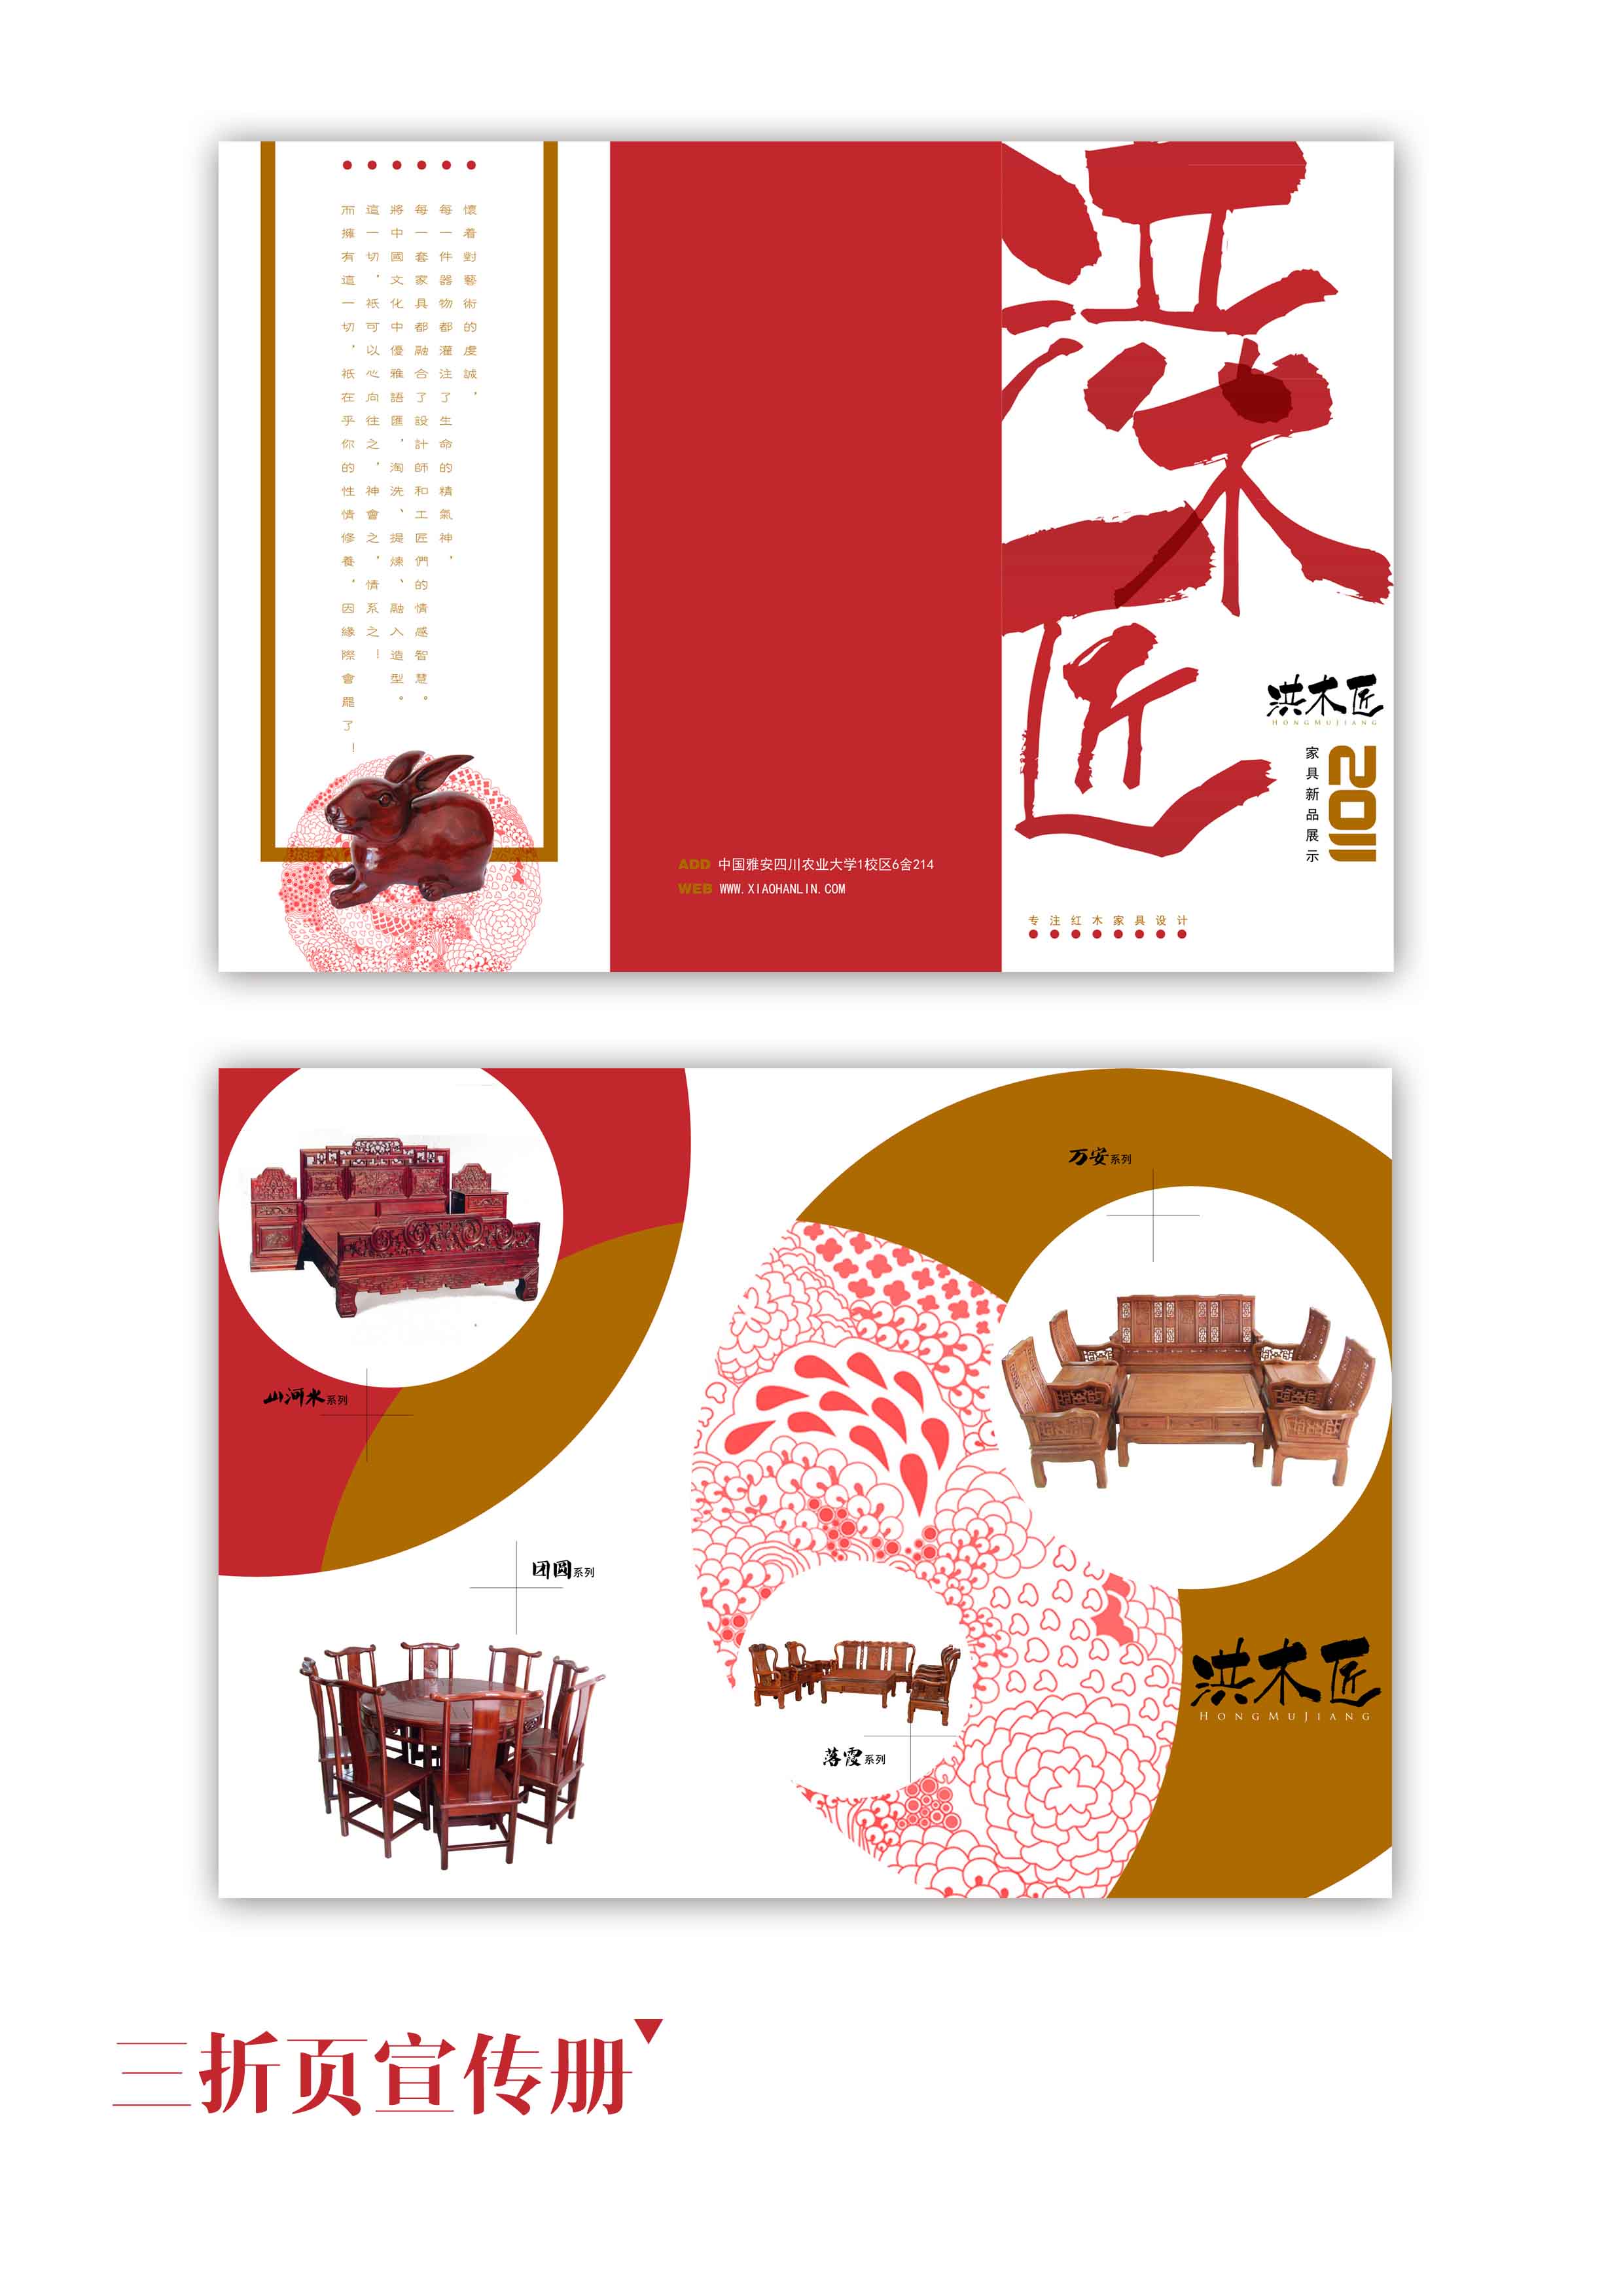 懷着對藝術的虔誠，
每一件器物都灌注了生命的精氣神，
每一套家具都融合了設計師和工匠們的情感智慧。
將中國文化中優雅語匯，淘洗、提煉、融入造型。
這一切，祇可以心向往之，神會之，情系之！
而擁有這一切，祇在乎你的性情修養，因緣際會罷了！
ADD 中国雅安四川农业大学1校区6舍214
WEB WWW.XIAOHANLIN.COM
洪木匠
洪木匠
HONGMUJIANG
2011
家具新品展示
专注红木家具设计
山河水系列
团圆系列
万安系列
落霞系列
洪木匠
HONGMUJIANG
三折页宣传册